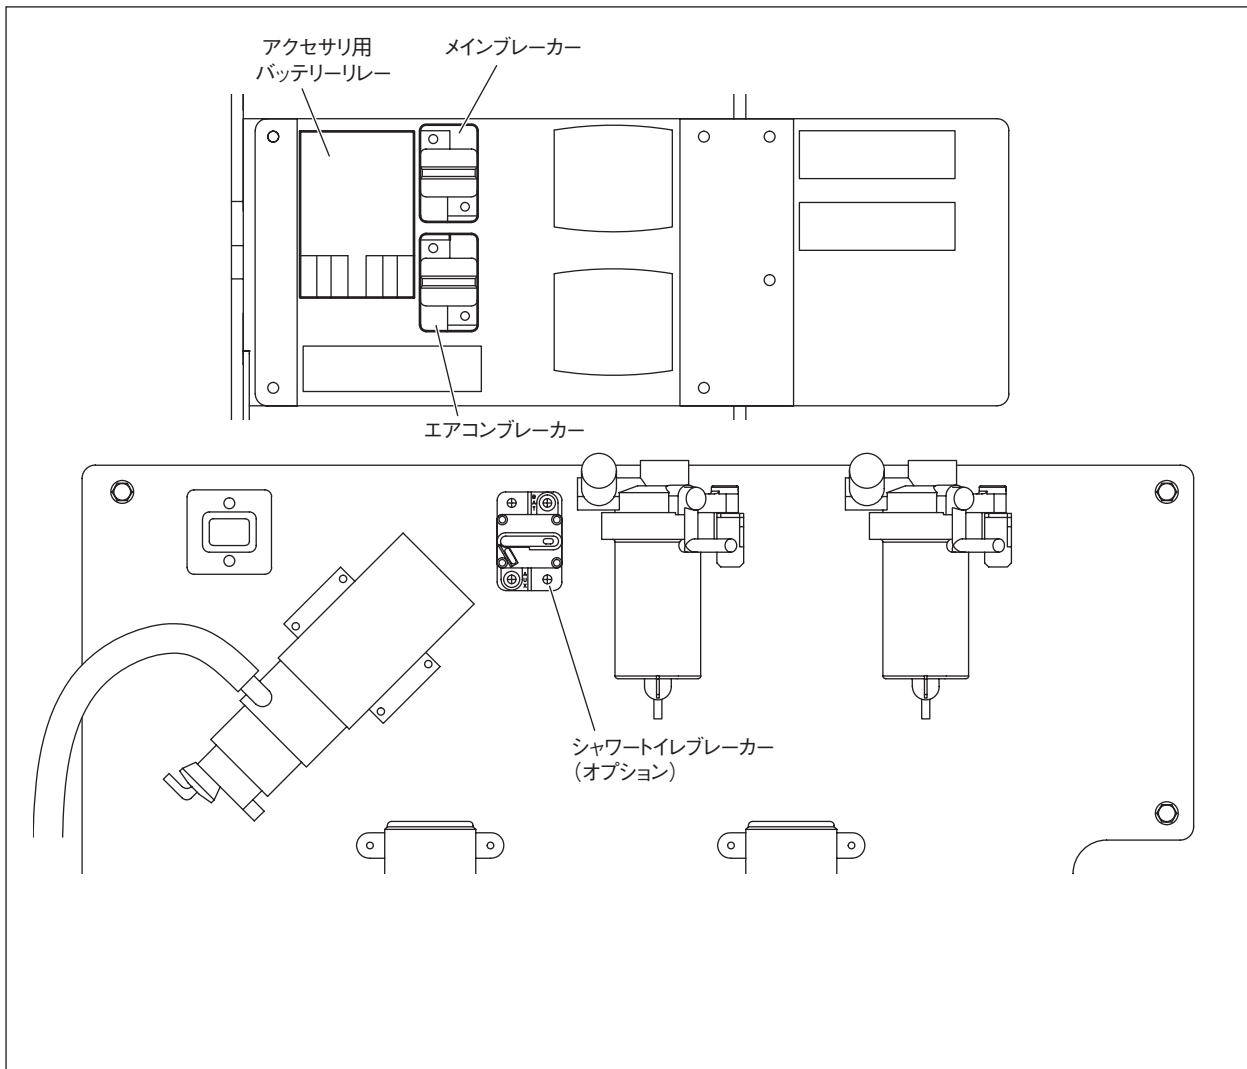 アクセサリ用
バッテリーリレー
メインブレーカー
エアコンブレーカー
BAT
AUX
シャワートイレブレーカー
（オプション）